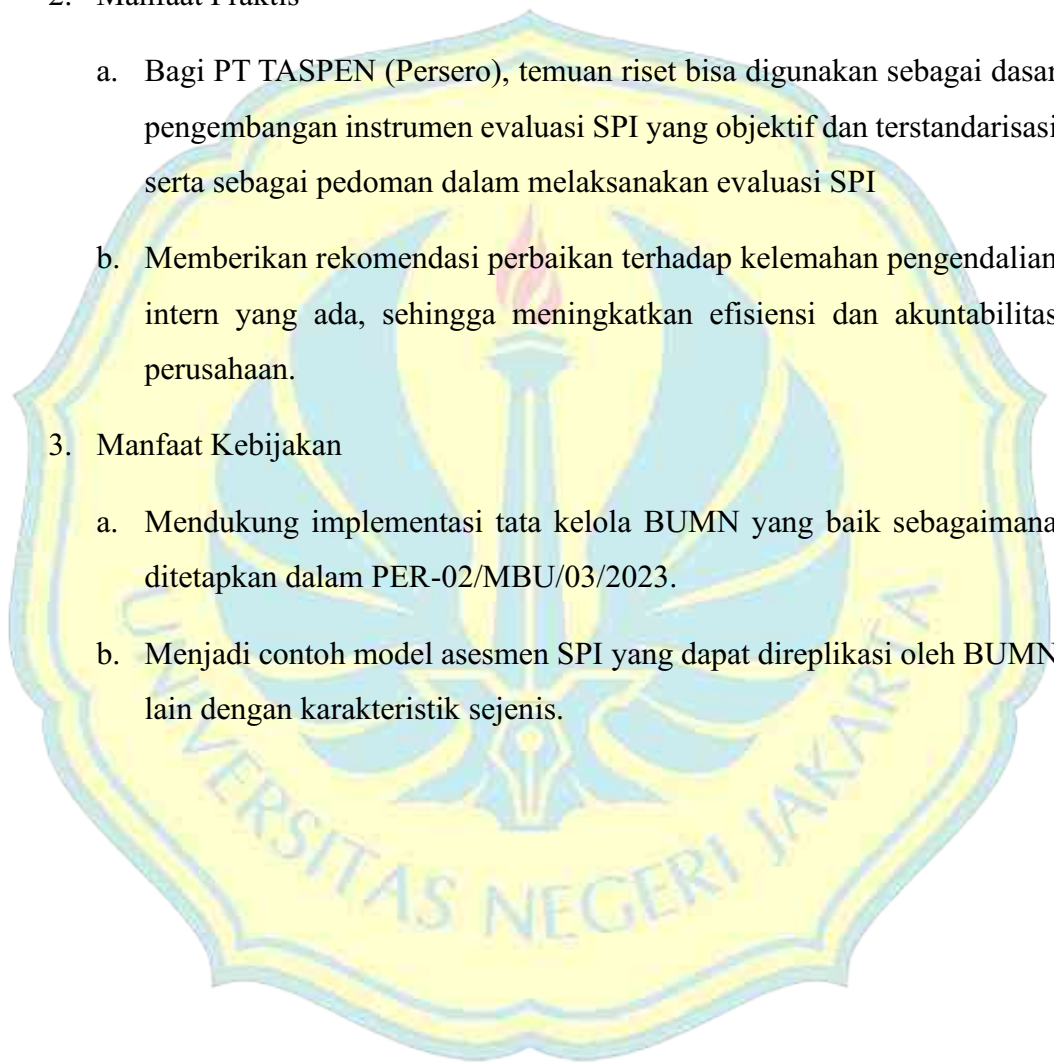 2. Manfaat Praktis
a. Bagi PT TASPEN (Persero), temuan riset bisa digunakan sebagai dasar
pengembangan instrumen evaluasi SPI yang objektif dan terstandarisasi
serta sebagai pedoman dalam melaksanakan evaluasi SPI
b. Memberikan rekomendasi perbaikan terhadap kelemahan pengendalian
intern yang ada, sehingga meningkatkan efisiensi dan akuntabilitas
perusahaan.
3. Manfaat Kebijakan
a. Mendukung implementasi tata kelola BUMN yang baik sebagaimana
ditetapkan dalam PER-02/MBU/03/2023.
b. Menjadi contoh model asesmen SPI yang dapat direplikasi oleh BUMN
lain dengan karakteristik sejenis.
UNIVERSITAS NEGERI JAKARTA